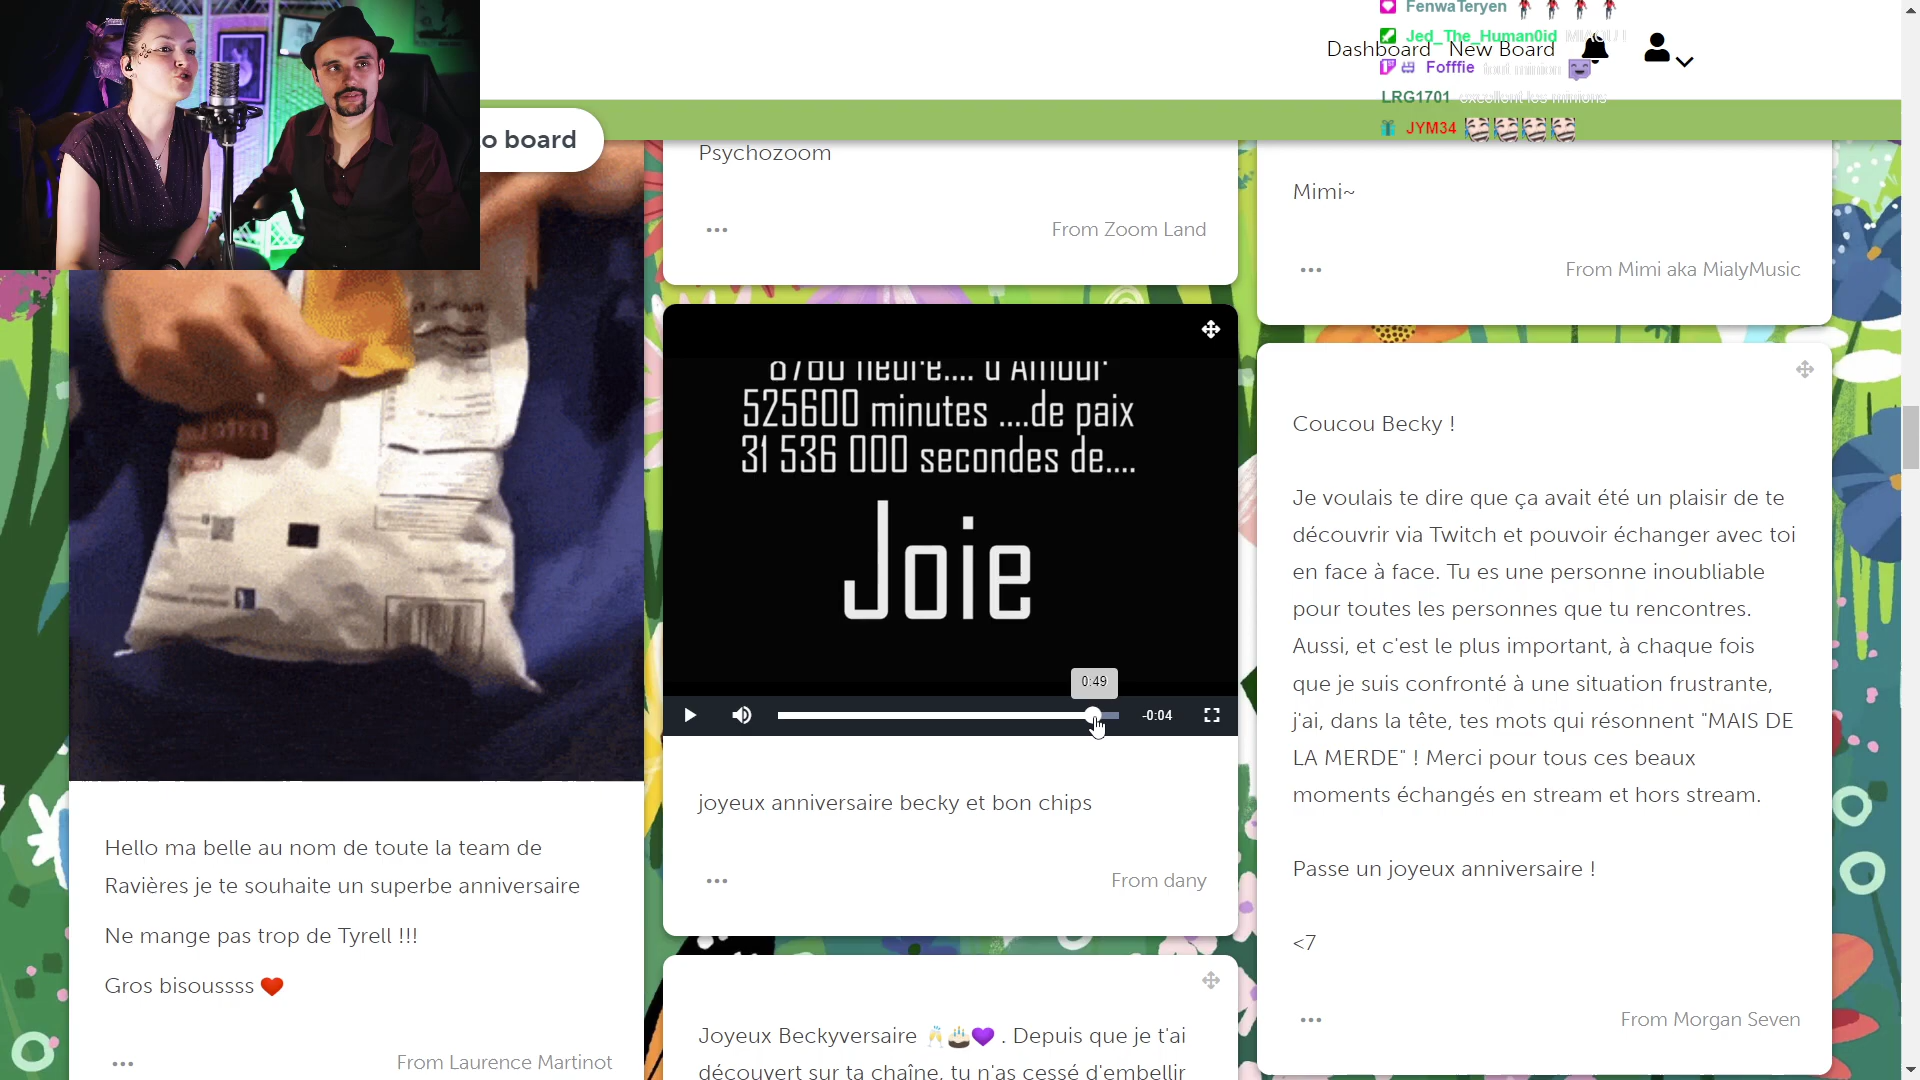 Dashboard
New Board
FenwaTeryen
Jed_The_Human0id
Fofffie tout minion
LRG1701 excellent les minions
JYM34
o board
Psychozoom
From Zoom Land
Mimi~
From Mimi aka MialyMusic
8760 heure.... d'Amour
525600 minutes ....de paix
31 536 000 secondes de....
Joie
0:49
-0:04
joyeux anniversaire becky et bon chips
From dany
Coucou Becky !
Je voulais te dire que ça avait été un plaisir de te
découvrir via Twitch et pouvoir échanger avec toi
en face à face. Tu es une personne inoubliable
pour toutes les personnes que tu rencontres.
Aussi, et c'est le plus important, à chaque fois
que je suis confronté à une situation frustrante,
j'ai, dans la tête, tes mots qui résonnent "MAIS DE
LA MERDE" ! Merci pour tous ces beaux
moments échangés en stream et hors stream.
Passe un joyeux anniversaire !
<7
From Morgan Seven
Hello ma belle au nom de toute la team de
Ravières je te souhaite un superbe anniversaire
Ne mange pas trop de Tyrell !!!
Gros bisoussss ❤️
From Laurence Martinot
Joyeux Beckyversaire 🥂🎂💜 . Depuis que je t'ai
découvert sur ta chaîne, tu n'as cessé d'embellir